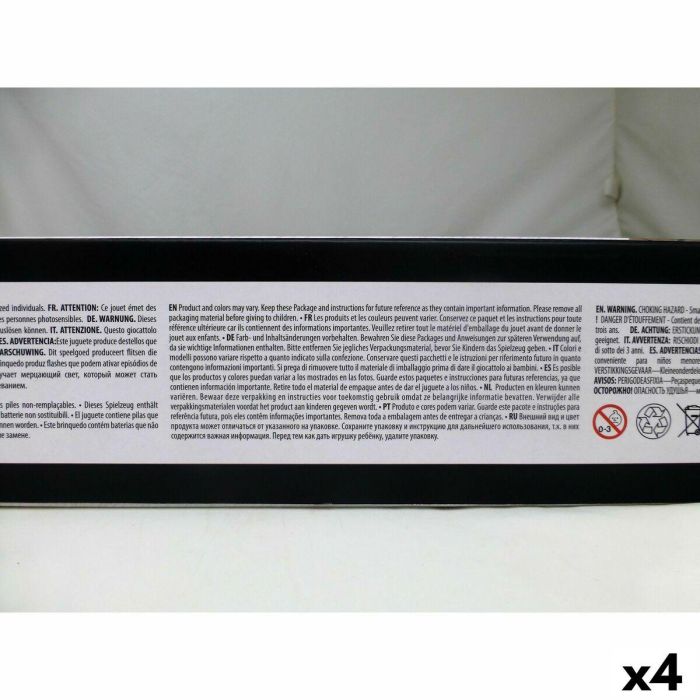 zed individuals. FR. ATTENTION: Ce jouet émet des
es personnes photosensibles. DE. WARNUNG. Dieses
uslösen können. IT. ATTENZIONE. Questo giocattolo
ES. ADVERTENCIA:Este juguete produce destellos que
ARSCHUWING. Dit speelgoed produceert flitsen die
inquedo produz flashes que podem ativar episódios de
учает мерцающий свет, который может стать
еванием.
es piles non-remplaçables. • Dieses Spielzeug enthält
batterie non sostituibili. • El juguete contiene pilas que
nnen worden. • Este brinquedo contém baterias que não
е замене.
EN Product and colors may vary. Keep these Package and instructions for future reference as they contain important information. Please remove all
packaging material before giving to children. • FR Les produits et les couleurs peuvent varier. Conservez ce paquet et les instructions pour toute
référence ultérieure car ils contiennent des informations importantes. Veuillez retirer tout le matériel d'emballage du jouet avant de donner le
jouet aux enfants. • DE Farb- und Inhaltsänderungen vorbehalten. Bitte bewahren Sie diese Packages und Anweisungen zur späteren Verwendung auf,
da sie wichtige Informationen enthalten. Bitte entfernen Sie jegliches Verpackungsmaterial, bevor Sie Kindern das Spielzeug geben. • IT Colori e
modelli possono variare rispetto a quanto indicato sulla confezione. Conservare questi pacchetti e le istruzioni per riferimento futuro in quanto
contengono informazioni importanti. Si prega di rimuovere tutto il materiale di imballaggio prima di dare il giocattolo ai bambini. • ES Es posible
que los productos y colores puedan variar a los mostrados en las fotos. Guarde estos paquetes e instrucciones para futuras referencias, ya que
contienen información importante. Retire todo el material de empaque antes de dar el juguete a los niños. • NL Producten en kleuren kunnen
variëren. Bewaar deze verpakking en instructies voor toekomstig gebruik omdat ze belangrijke informatie bevatten. Verwijder alle
verpakkingsmaterialen voordat het product aan kinderen gegeven wordt. • PT Produto e cores podem variar. Guarde este pacote e instruções para
referência futura, pois eles contêm informações importantes. Remova toda a embalagem antes de entregar a crianças. • RU Внешний вид и цвет
продукта может отличаться от указанного на упаковке. Сохраните упаковку и инструкцию для дальнейшего использования, т.к. в них
содержится важная информация. Перед тем как дать игрушку ребёнку, удалите упаковку.
EN. WARNING. CHOKING HAZARD - Sma
! DANGER D'ÉTOUFFEMENT - Contient de
trois ans. DE. ACHTUNG: ERSTICKUN
geeignet. IT. AVVERTENZA: RISCHIO DI
di sotto dei 3 anni. ES. ADVERTENCIA:
conveniente para niños menore
VERSTIKKINGSGEVAAR—Kleineonderdele
AVISOS: PERIGODEASFIXIA—Peçaspeque
ОСТОРОЖНО! ОПАСНОСТЬ УДУШЬЯ —м
0-3
x4